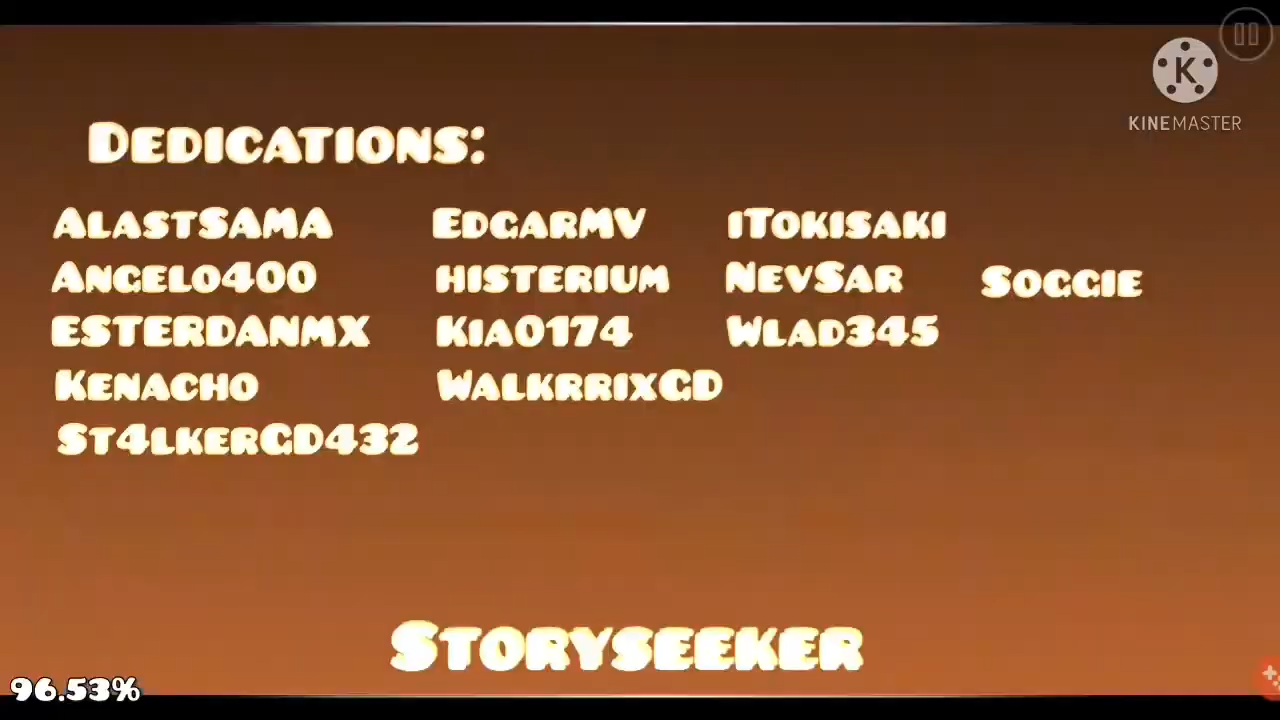 K
KINEMASTER
Dedications:
AlastSAMA EdgarMV iTokisaki
Angelo400 histerium NevSar Soggie
ESTERDANMX Kia0174 Wlad345
Kenacho WalkrrixGD
St4lkerGD432
Storyseeker
96.53%